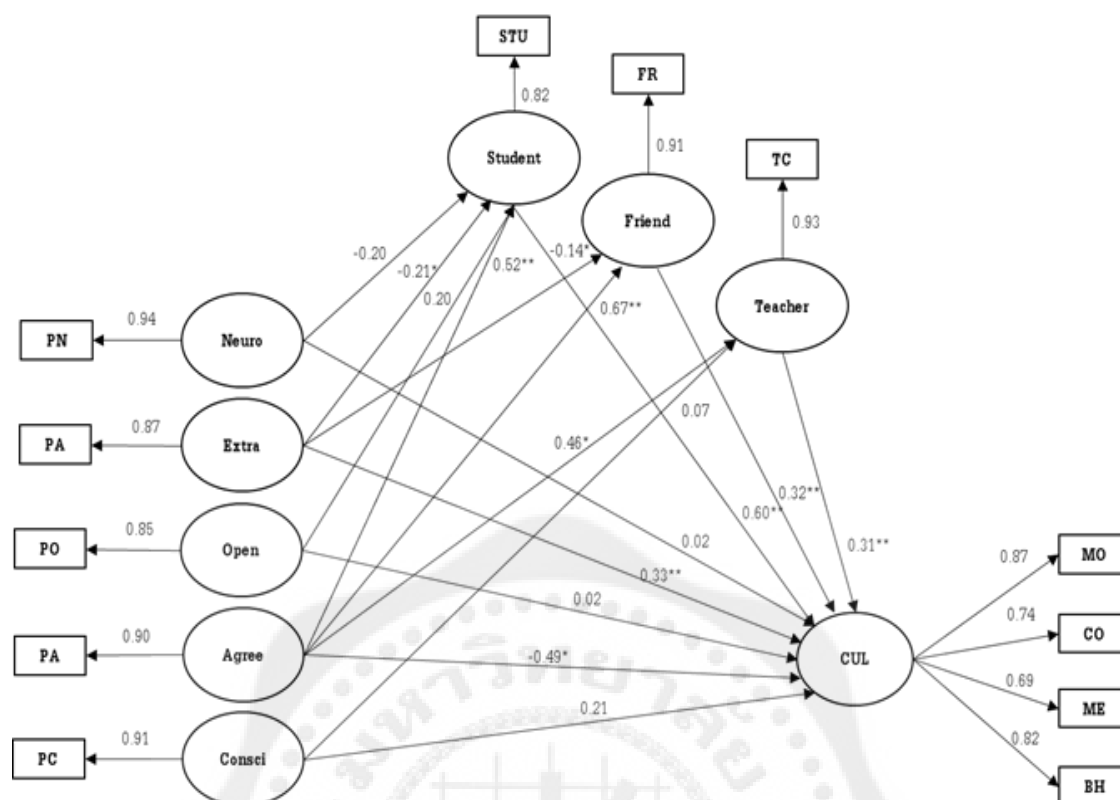 STU
FR
0.82
TC
0.91
Student
Friend
0.93
-0.20
-0.21*
0.52**
-0.14*
0.20
Teacher
0.67**
PN
0.94
Neuro
0.07
PA
0.87
Extra
0.46*
0.32**
0.60**
PO
0.85
Open
0.02
0.31**
0.87
MO
0.33**
0.02
0.74
CO
PA
0.90
Agree
-0.49*
CUL
0.69
ME
0.21
PC
0.91
Consci
0.82
BH